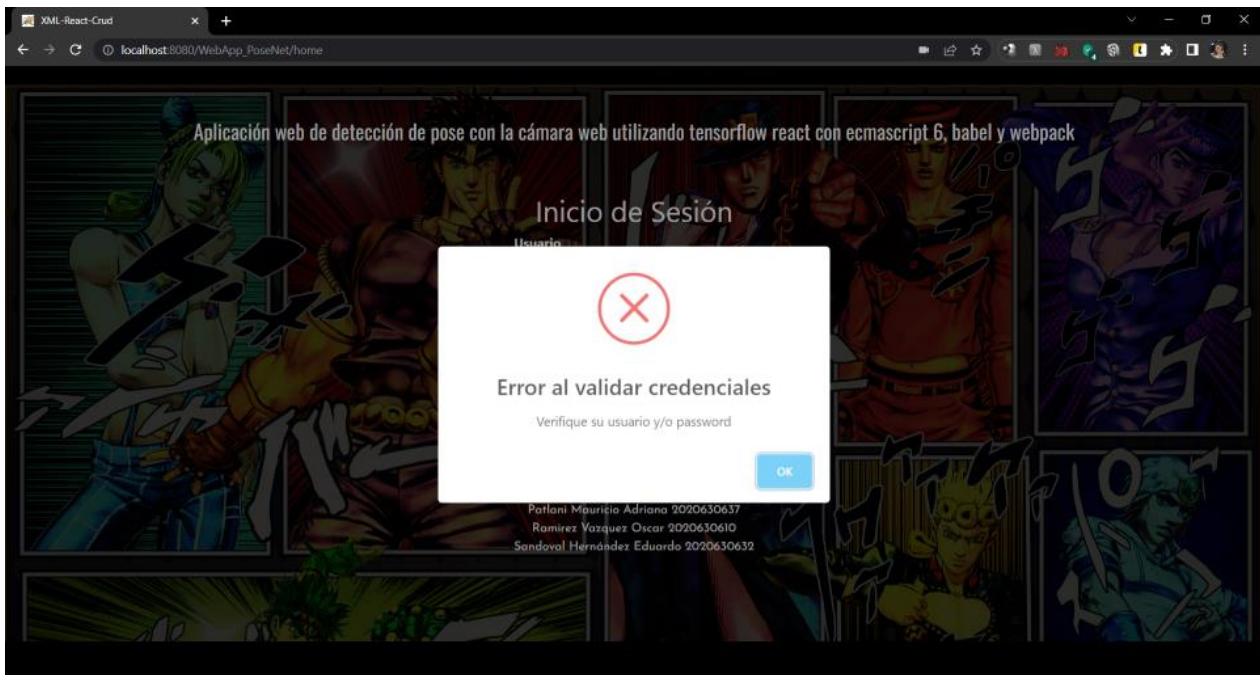 XML-React-Crud
localhost:8080/WebApp_PoseNet/home
Aplicación web de detección de pose con la cámara web utilizando tensorflow react con ecmascript 6, babel y webpack
Inicio de Sesión
Usuario
Error al validar credenciales
Verifique su usuario y/o password
OK
Patlani Mauricio Adriana 2020630637
Ramirez Vazquez Oscar 2020630610
Sandoval Hernández Eduardo 2020630632